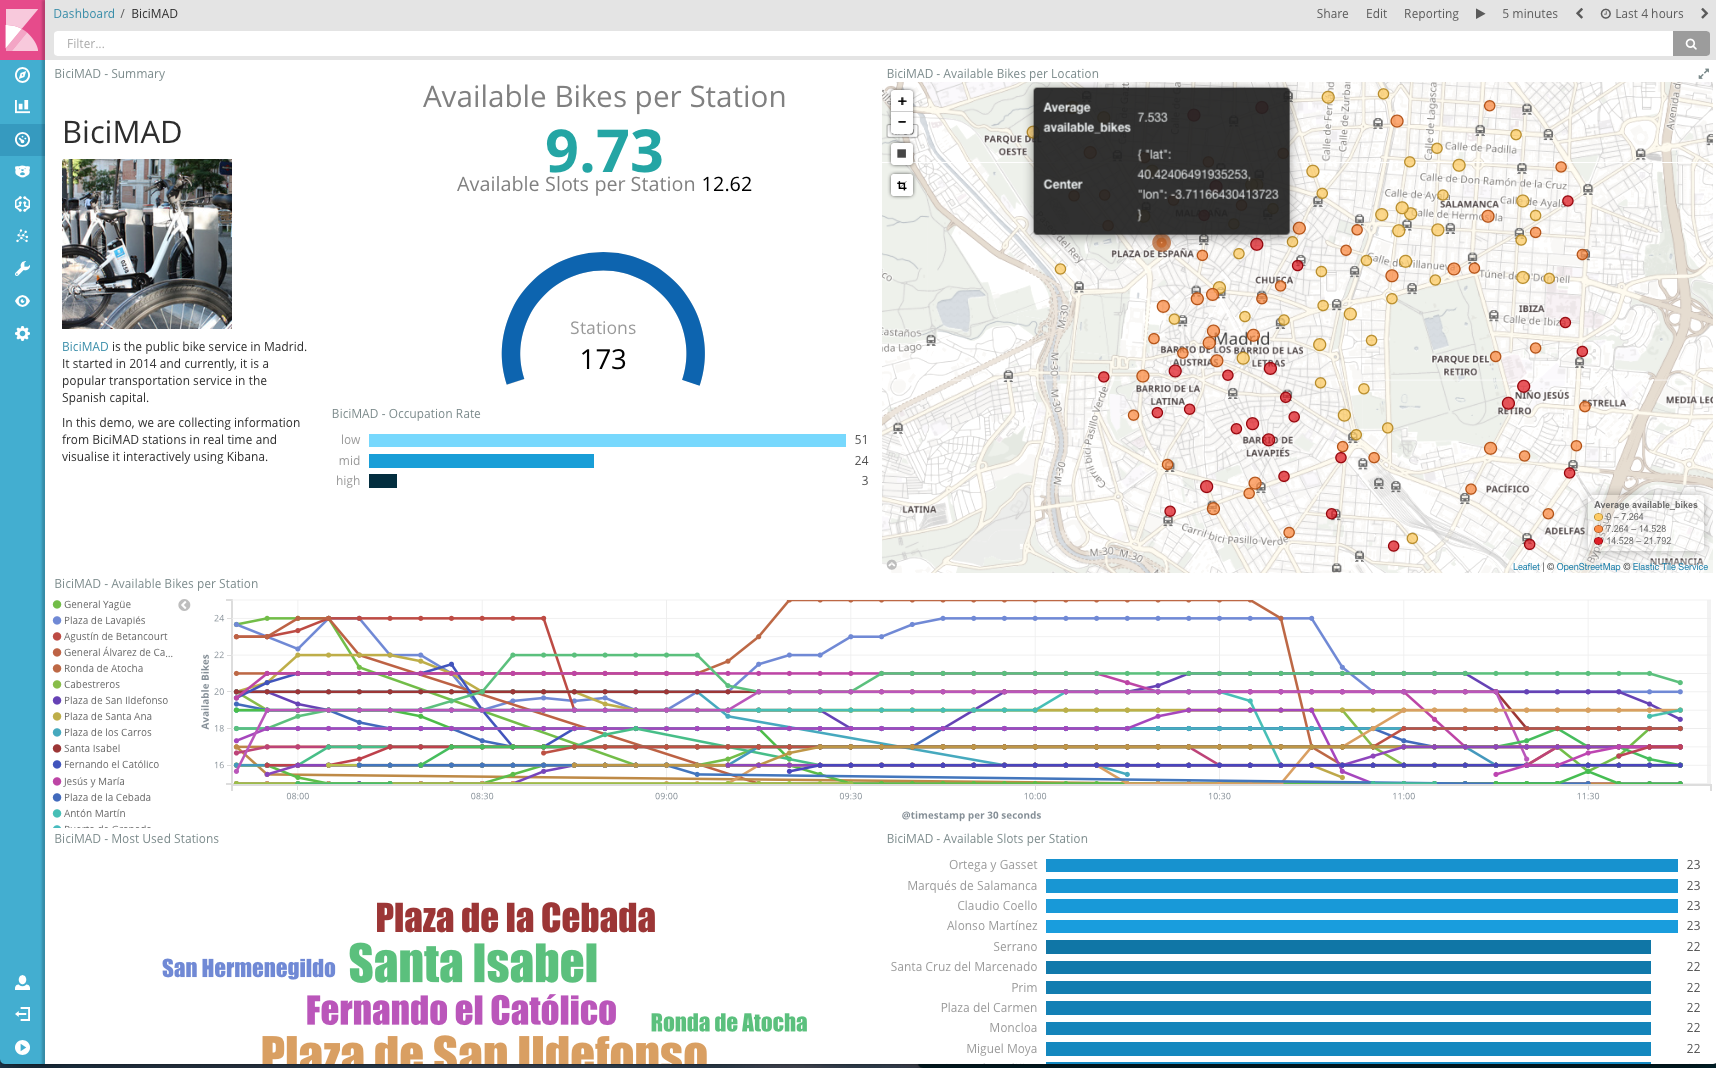 Dashboard / BiciMAD
Share Edit Reporting 5 minutes Last 4 hours
Filter...
BiciMAD - Summary
BiciMAD
BiciMAD is the public bike service in Madrid.
It started in 2014 and currently, it is a
popular transportation service in the
Spanish capital.
In this demo, we are collecting information
from BiciMAD stations in real time and
visualise it interactively using Kibana.
Available Bikes per Station
9.73
Available Slots per Station 12.62
Stations
173
BiciMAD - Occupation Rate
low 51
mid 24
high 3
BiciMAD - Available Bikes per Location
+
−
Average
available_bikes
7.533
Center
{ "lat":
40.42406491935253,
"lon": -3.71166430413723
}
PARQUE DEL
OESTE
Calle de Padilla
Calle de Don Ramón de la Cruz
Calle de Ayala
SALAMANCA
PLAZA DE ESPAÑA
CHUECA
Calle de Villanueva
Túnel de O'Donnell
IBIZA
Calle de Ibiza
Madrid
BARRIO DE LOS
AUSTRIAS
BARRIO DE LAS
LETRAS
PARQUE DEL
RETIRO
BARRIO DE LA
LATINA
NIÑO JESÚS
RETIRO
ESTRELLA
BARRIO DE
LAVAPIÉS
PACÍFICO
LATINA
ADELFAS
Carril bici Pasillo Verde
Carril bici Pasillo Verde
M-30
M-30
M-30
M-30
M-30
NUMANCIA
Average available_bikes
0 – 7.264
7.264 – 14.528
14.528 – 21.792
Leaflet | © OpenStreetMap © Elastic Tile Service
BiciMAD - Available Bikes per Station
General Yagüe
Plaza de Lavapiés
Agustín de Betancourt
General Álvarez de Ca...
Ronda de Atocha
Cabestreros
Plaza de San Ildefonso
Plaza de Santa Ana
Plaza de los Carros
Santa Isabel
Fernando el Católico
Jesús y María
Plaza de la Cebada
Antón Martín
Available Bikes
24
22
20
18
16
08:00 08:30 09:00 09:30 10:00 10:30 11:00 11:30
@timestamp per 30 seconds
BiciMAD - Most Used Stations
Plaza de la Cebada
San Hermenegildo
Santa Isabel
Fernando el Católico
Ronda de Atocha
Plaza de San Ildefonso
BiciMAD - Available Slots per Station
Ortega y Gasset 23
Marqués de Salamanca 23
Claudio Coello 23
Alonso Martínez 23
Serrano 22
Santa Cruz del Marcenado 22
Prim 22
Plaza del Carmen 22
Moncloa 22
Miguel Moya 22